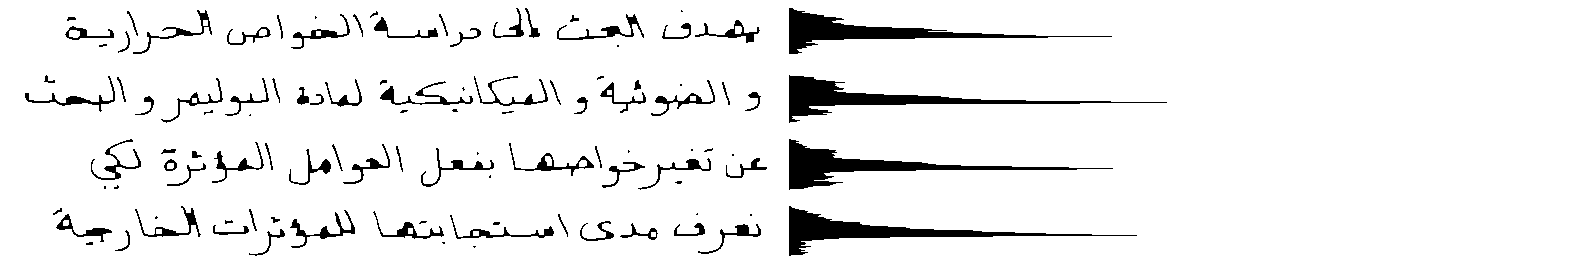 يهدف البحث إلى دراسة الخواص الحرارية
و الضوئية و الميكانيكية لمادة البوليمر و البحث
عن تغير خواصها بفعل العوامل المؤثرة لكي
نعرف مدى استجابتها للمؤثرات الخارجية